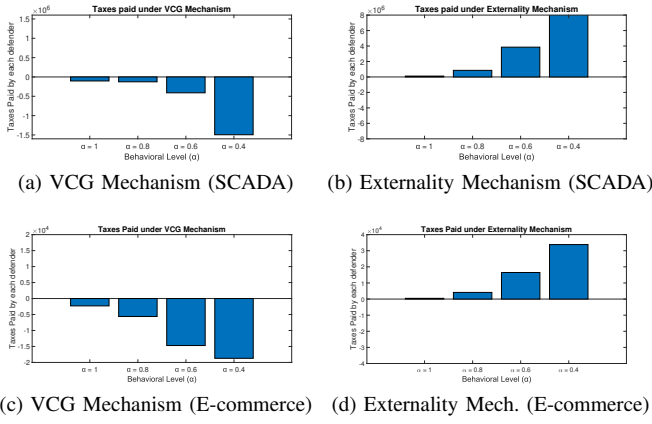 Taxes paid under VCG Mechanism
×10^6
Taxes Paid by each defender
1.5
1
0.5
0
-0.5
-1
-1.5
α = 1 α = 0.8 α = 0.6 α = 0.4
Behavioral Level (α)
(a) VCG Mechanism (SCADA)
Taxes paid under Externality Mechanism
×10^6
Taxes Paid by each defender
8
6
4
2
0
-2
-4
-6
-8
α = 1 α = 0.8 α = 0.6 α = 0.4
Behavioral Level (α)
(b) Externality Mechanism (SCADA)
Taxes Paid under VCG Mechanism
×10^4
Taxes Paid by each defender
2
1.5
1
0.5
0
-0.5
-1
-1.5
-2
α = 1 α = 0.8 α = 0.6 α = 0.4
Behavioral Level (α)
(c) VCG Mechanism (E-commerce)
Taxes Paid under Externality Mechanism
×10^4
Taxes Paid by each defender
4
3
2
1
0
-1
-2
-3
-4
α = 1 α = 0.8 α = 0.6 α = 0.4
Behavioral Level (α)
(d) Externality Mech. (E-commerce)